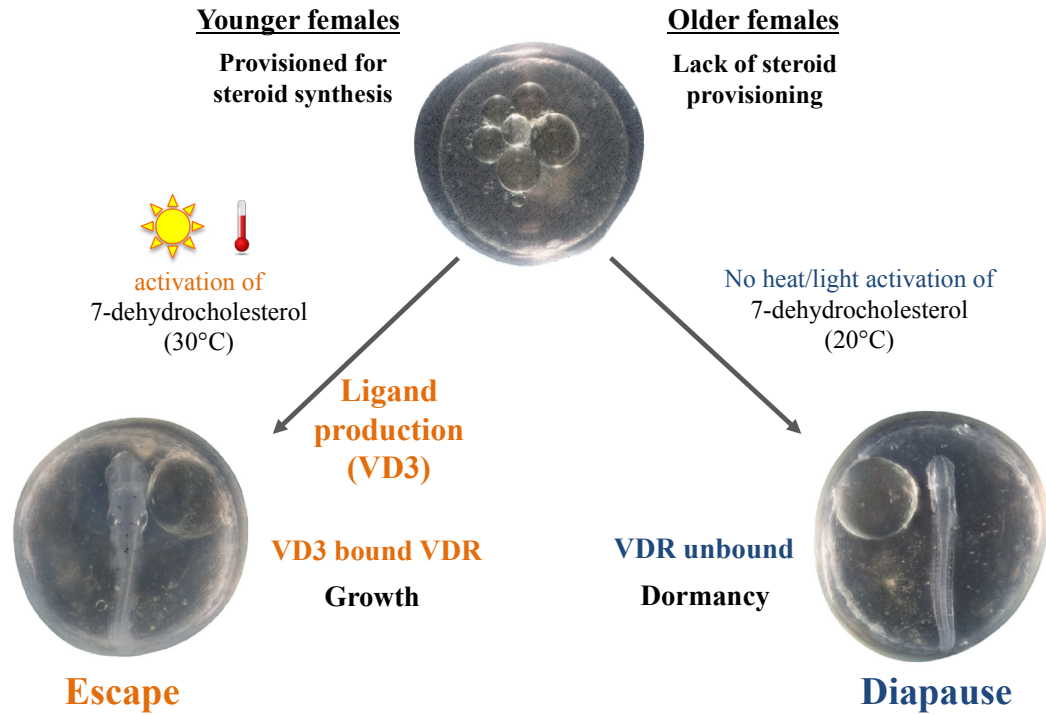 Younger females
Provisioned for
steroid synthesis
Older females
Lack of steroid
provisioning
activation of
7-dehydrocholesterol
(30°C)
No heat/light activation of
7-dehydrocholesterol
(20°C)
Ligand
production
(VD3)
VD3 bound VDR
Growth
VDR unbound
Dormancy
Escape
Diapause